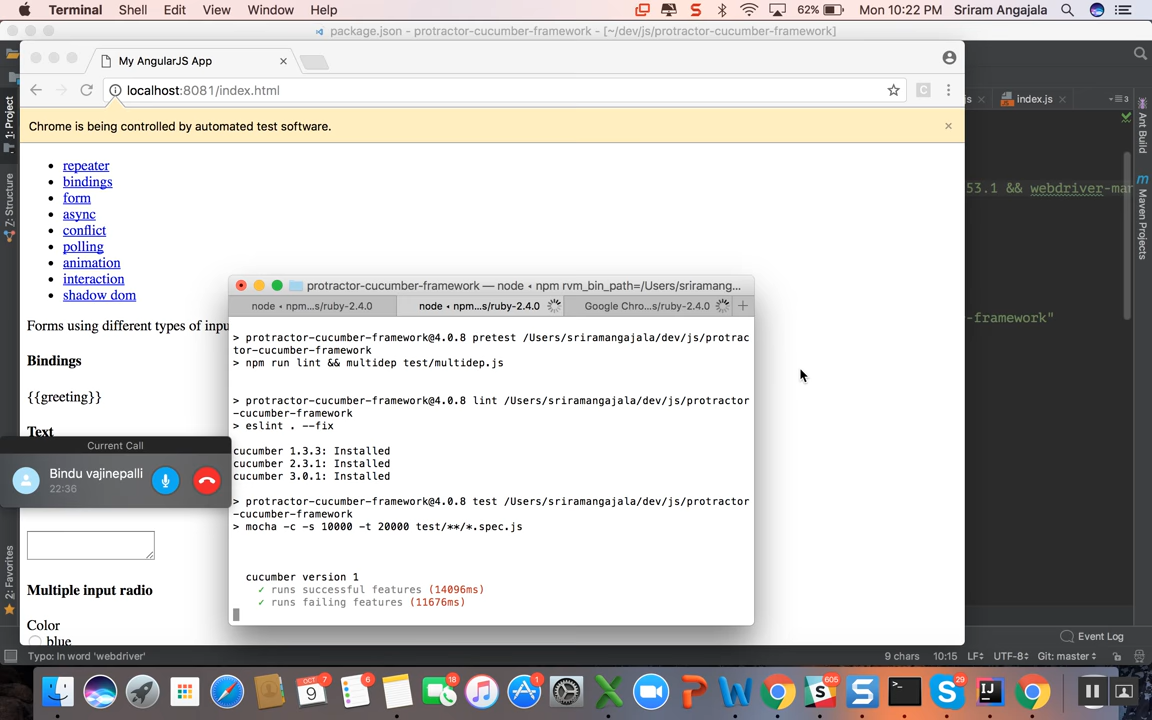 Terminal Shell Edit View Window Help
62% Mon 10:22 PM Sriram Angajala
package.json - protractor-cucumber-framework - [~/dev/js/protractor-cucumber-framework]
My AngularJS App
localhost:8081/index.html
C
Chrome is being controlled by automated test software.
s index.js
3
1: Project
Z: Structure
2: Favorites
Ant Build
m
Maven Projects
53.1 && webdriver-mar
-framework"
repeater
bindings
form
async
conflict
polling
animation
interaction
shadow dom
Forms using different types of inpu
Bindings
{{greeting}}
Text
Multiple input radio
Color
blue
protractor-cucumber-framework — node ◂ npm rvm_bin_path=/Users/sriramang...
node ◂ npm...s/ruby-2.4.0 node ◂ npm...s/ruby-2.4.0 Google Chro...s/ruby-2.4.0 +
> protractor-cucumber-framework@4.0.8 pretest /Users/sriramangajala/dev/js/protrac
tor-cucumber-framework
> npm run lint && multidep test/multidep.js
> protractor-cucumber-framework@4.0.8 lint /Users/sriramangajala/dev/js/protractor
-cucumber-framework
> eslint . --fix
cucumber 1.3.3: Installed
cucumber 2.3.1: Installed
cucumber 3.0.1: Installed
> protractor-cucumber-framework@4.0.8 test /Users/sriramangajala/dev/js/protractor
-cucumber-framework
> mocha -c -s 10000 -t 20000 test/**/*.spec.js
cucumber version 1
✓ runs successful features (14096ms)
✓ runs failing features (11676ms)
Current Call
Bindu vajinepalli
22:36
Event Log
Typo: In word 'webdriver'
9 chars 10:15 LF÷ UTF-8÷ Git: master÷
OCT 7
9
6
18
1
605
29